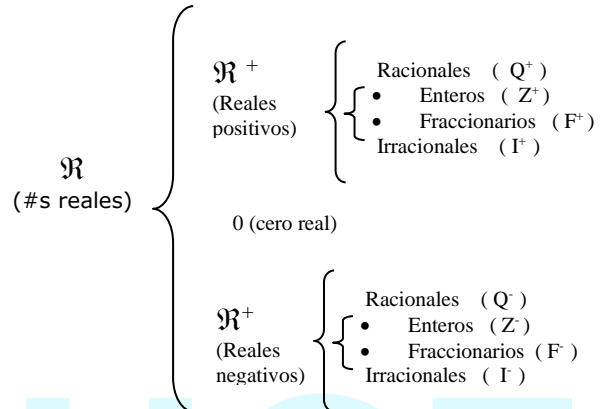 ℜ +
(Reales
positivos)
Racionales ( Q+ )
• Enteros ( Z+ )
• Fraccionarios ( F+ )
Irracionales ( I+ )
ℜ
(#s reales)
0 (cero real)
ℜ+
(Reales
negativos)
Racionales ( Q- )
• Enteros ( Z- )
• Fraccionarios ( F- )
Irracionales ( I- )